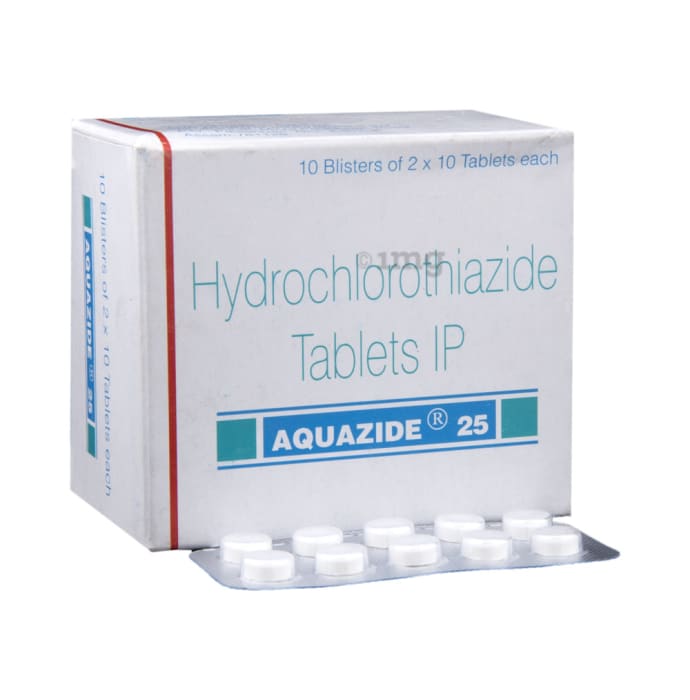 10 Blisters of 2 x 10 Tablets each
© 1mg
Hydrochlorothiazide
Tablets IP
AQUAZIDE® 25
10 Blisters of 2 x 10 Tablets each
AQUAZIDE® 25